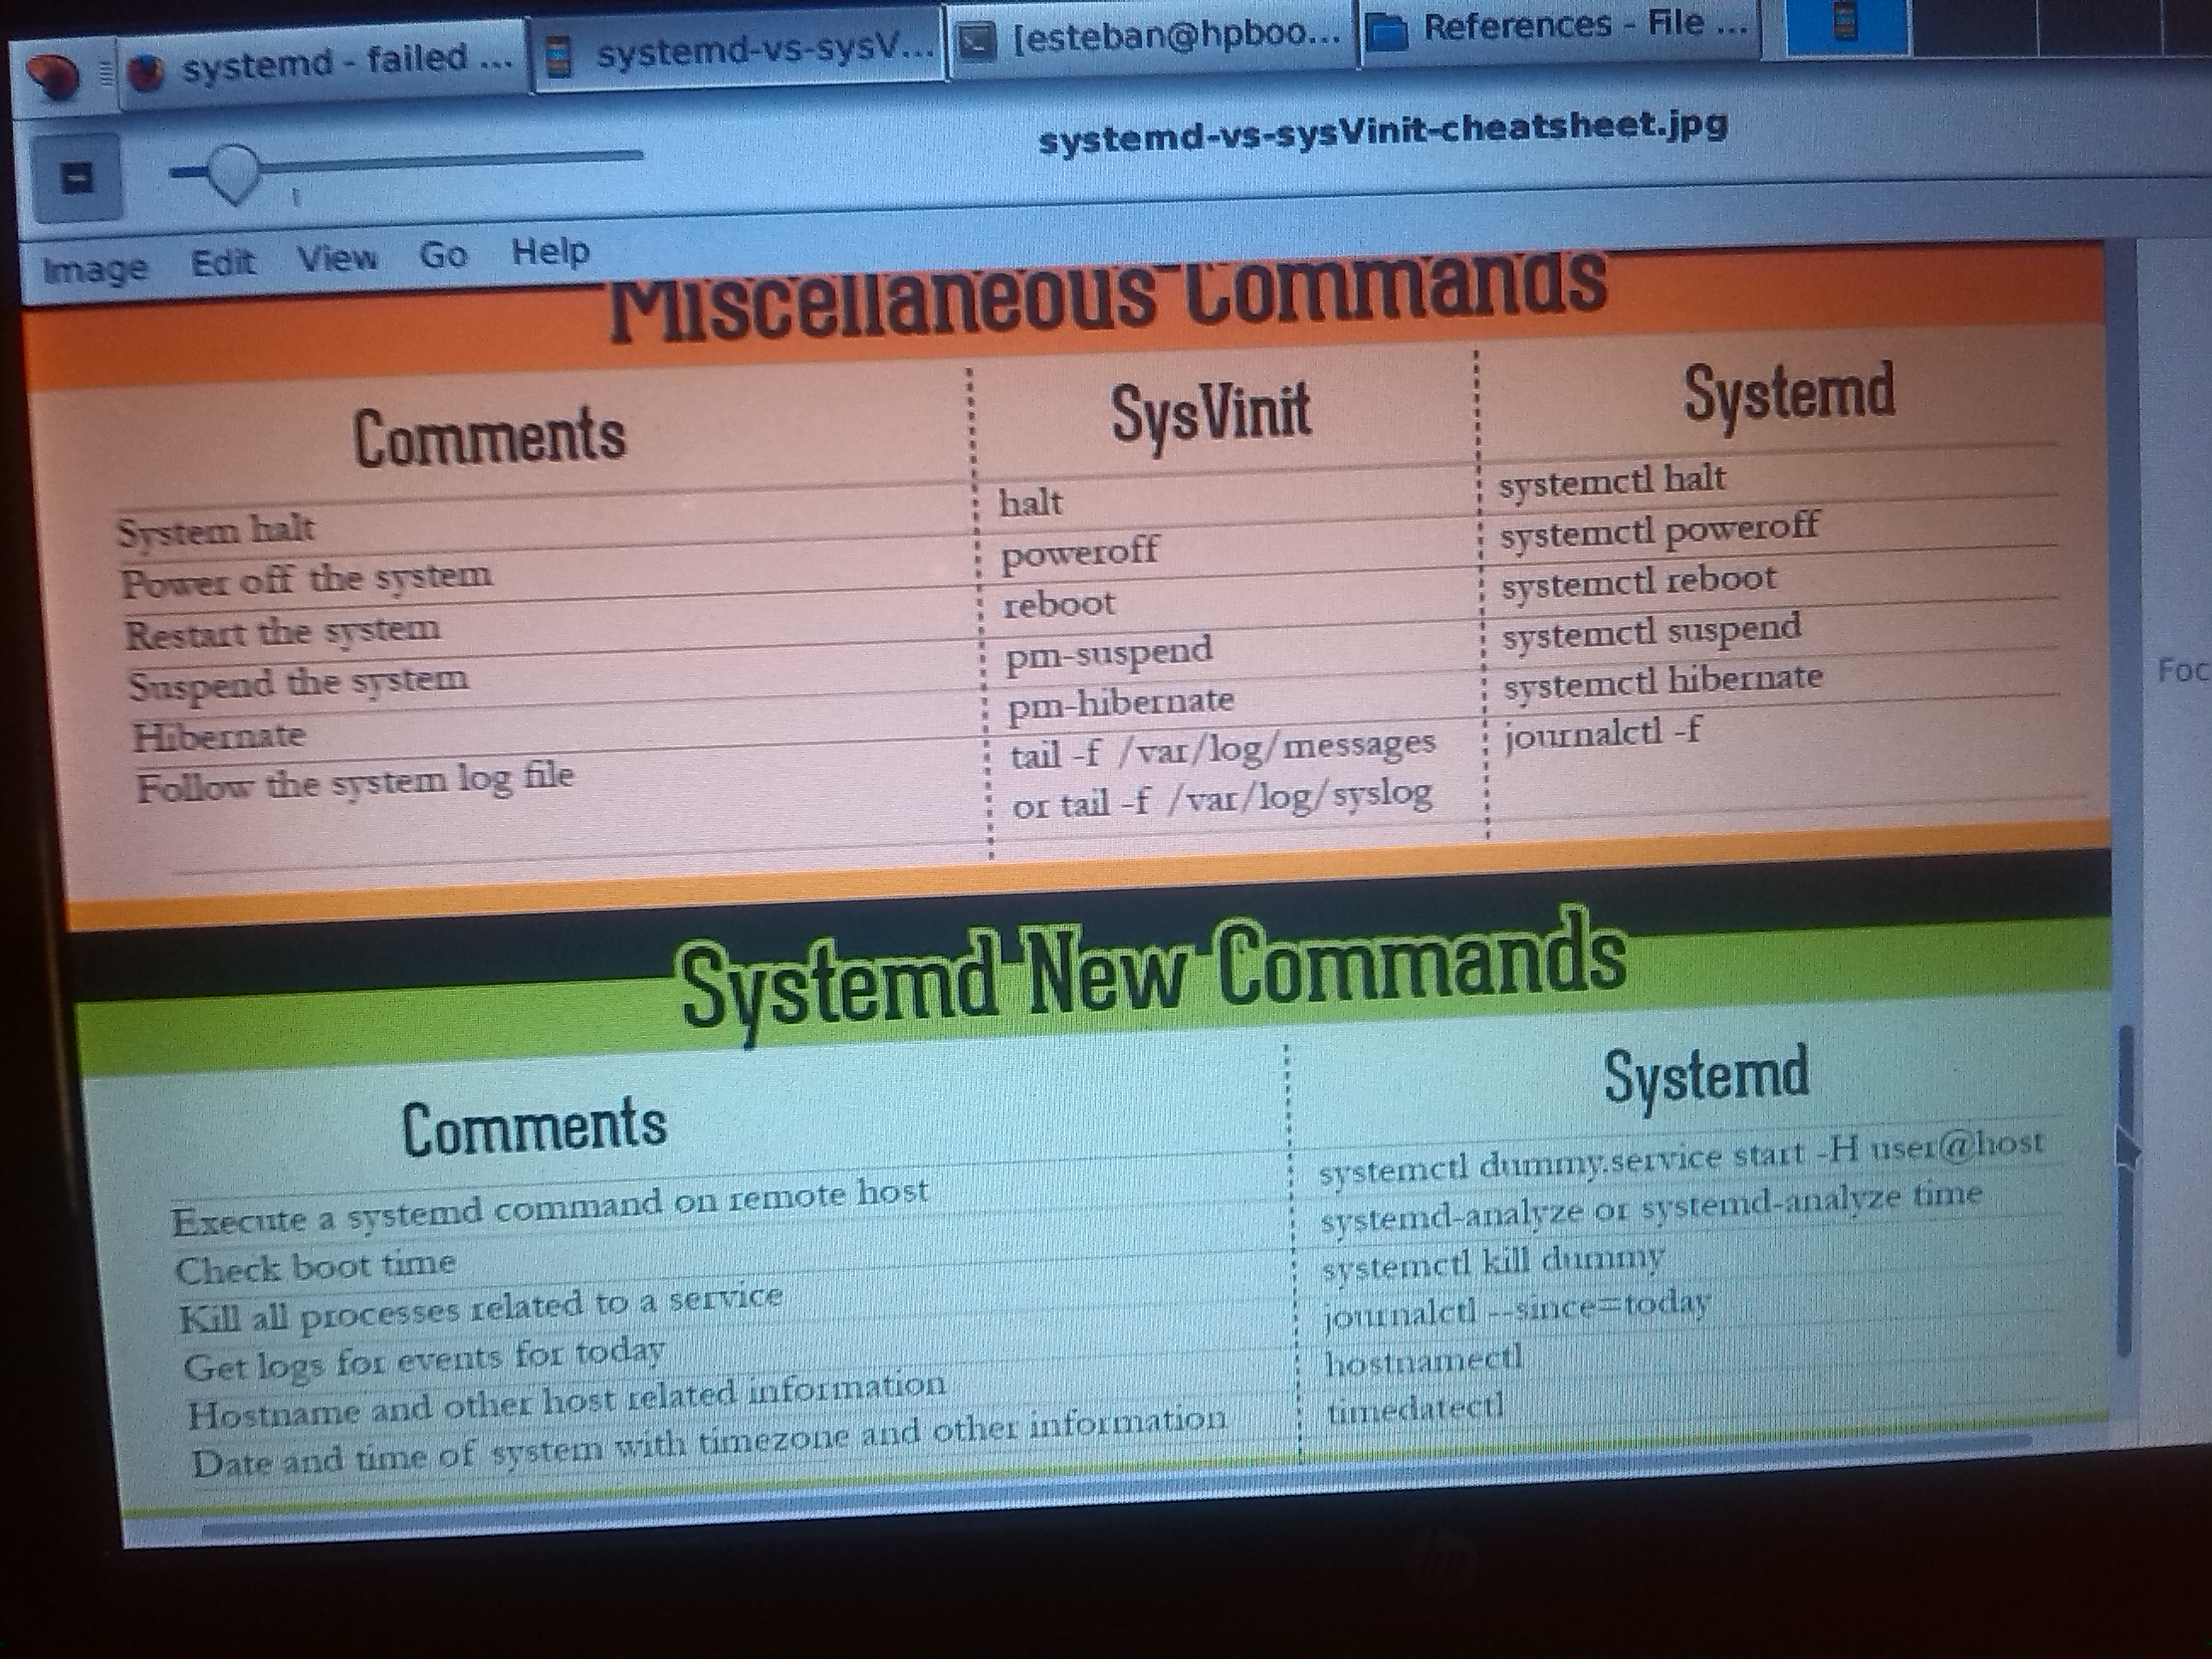 systemd - failed ...
systemd-vs-sysV...
[esteban@hpboo...
References - File ...
systemd-vs-sysVinit-cheatsheet.jpg
Image Edit View Go Help
Miscellaneous Commands
Comments SysVinit Systemd
System halt halt systemctl halt
Power off the system poweroff systemctl poweroff
Restart the system reboot systemctl reboot
Suspend the system pm-suspend systemctl suspend
Hibernate pm-hibernate systemctl hibernate
Follow the system log file tail -f /var/log/messages journalctl -f
or tail -f /var/log/syslog
Foc
Systemd New Commands
Comments Systemd
Execute a systemd command on remote host systemctl dummy.service start -H user@host
Check boot time systemd-analyze or systemd-analyze time
Kill all processes related to a service systemctl kill dummy
Get logs for events for today journalctl --since=today
Hostname and other host related information hostnamectl
Date and time of system with timezone and other information timedatectl
hp